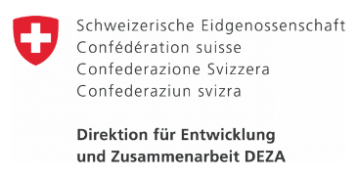 Schweizerische Eidgenossenschaft
Confédération suisse
Confederazione Svizzera
Confederaziun svizra
Direktion für Entwicklung
und Zusammenarbeit DEZA